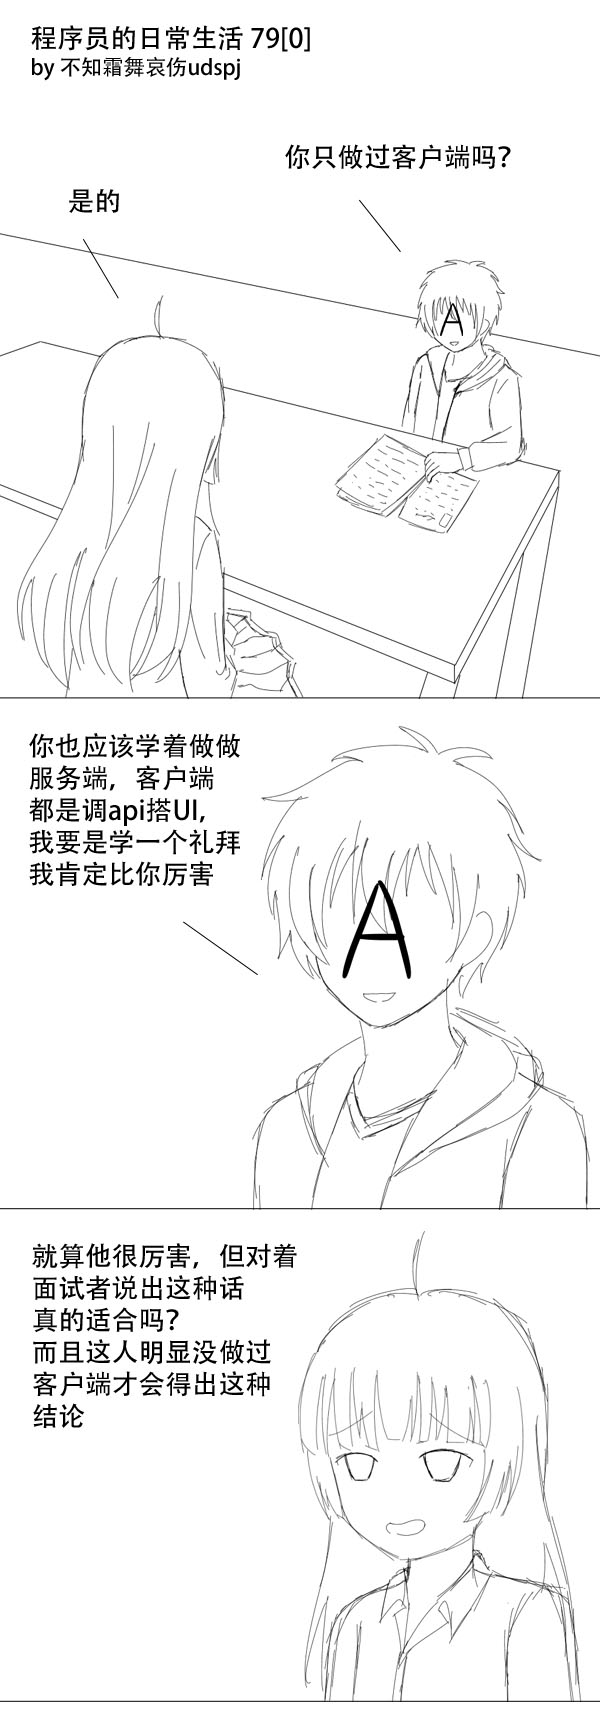 程序员的日常生活 79[0]
by 不知霜舞哀伤udspj
你只做过客户端吗？
是的
A
你也应该学着做做
服务端，客户端
都是调api搭UI，
我要是学一个礼拜
我肯定比你厉害
A
就算他很厉害，但对着
面试者说出这种话
真的适合吗？
而且这人明显没做过
客户端才会得出这种
结论